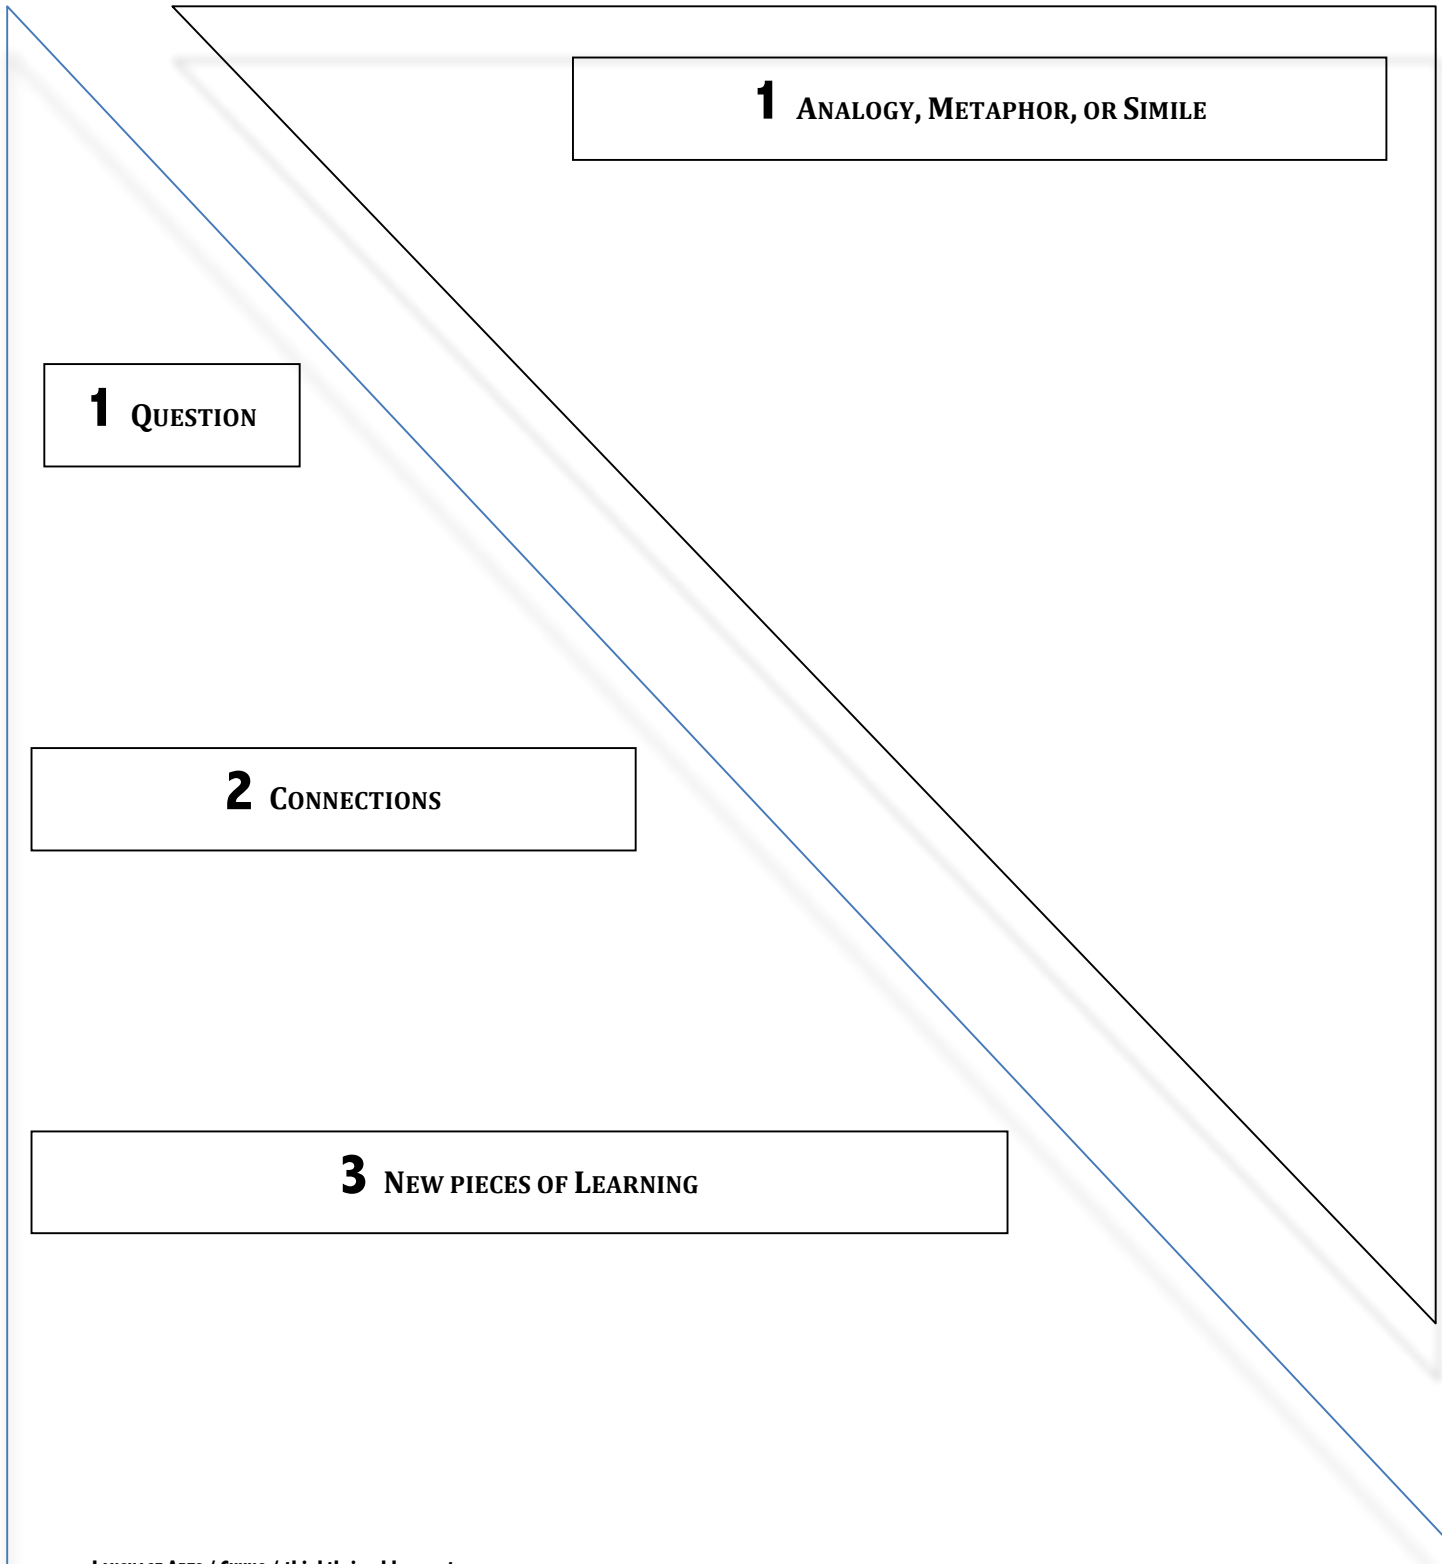 1 Analogy, Metaphor, or Simile
1 Question
2 Connections
3 New pieces of Learning